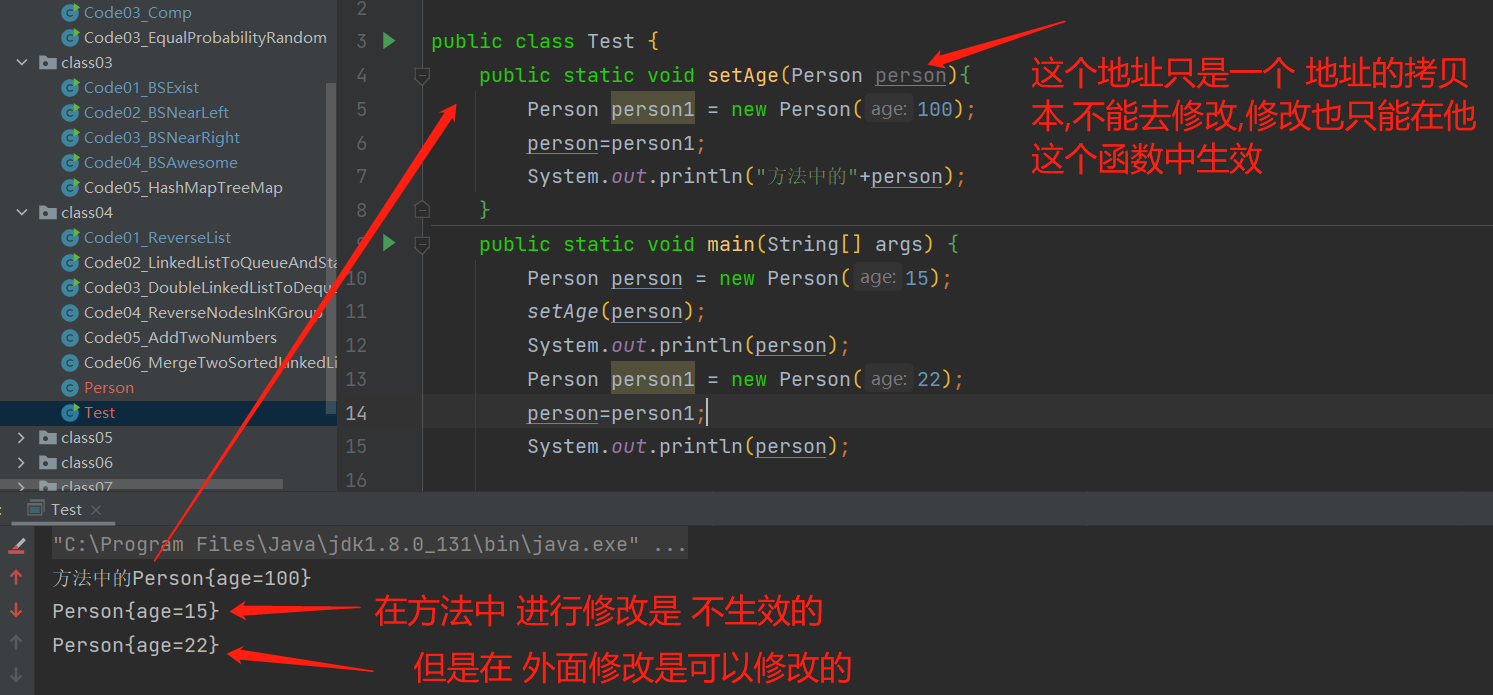 Code03_Comp
Code03_EqualProbabilityRandom
class03
Code01_BSExist
Code02_BSNearLeft
Code03_BSNearRight
Code04_BSAwesome
Code05_HashMapTreeMap
class04
Code01_ReverseList
Code02_LinkedListToQueueAndSta
Code03_DoubleLinkedListToDequ
Code04_ReverseNodesInKGroup
Code05_AddTwoNumbers
Code06_MergeTwoSortedLinkedLi
Person
Test
class05
class06
class07
2
3 public class Test {
4 public static void setAge(Person person){
5 Person person1 = new Person( age: 100);
6 person=person1;
7 System.out.println("方法中的"+person);
8 }
9 public static void main(String[] args) {
10 Person person = new Person( age: 15);
11 setAge(person);
12 System.out.println(person);
13 Person person1 = new Person( age: 22);
14 person=person1;
15 System.out.println(person);
16
这个地址只是一个 地址的拷贝
本,不能去修改,修改也只能在他
这个函数中生效
: Test ×
"C:\Program Files\Java\jdk1.8.0_131\bin\java.exe" ...
方法中的Person{age=100}
Person{age=15}
在方法中 进行修改是 不生效的
Person{age=22}
但是在 外面修改是可以修改的